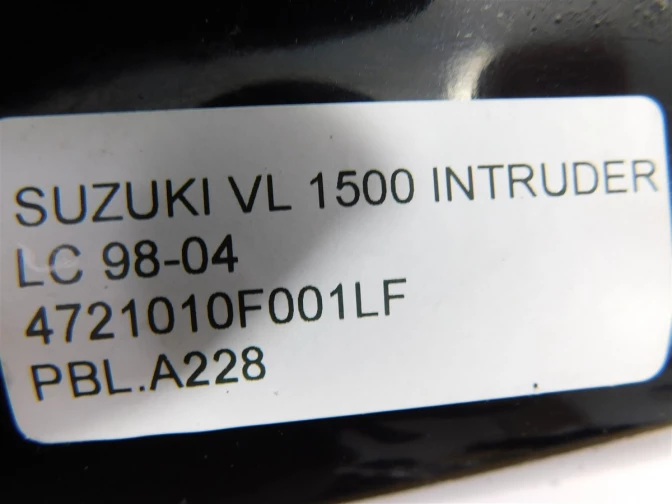 SUZUKI VL 1500 INTRUDER
LC 98-04
4721010F001LF
PBL.A228